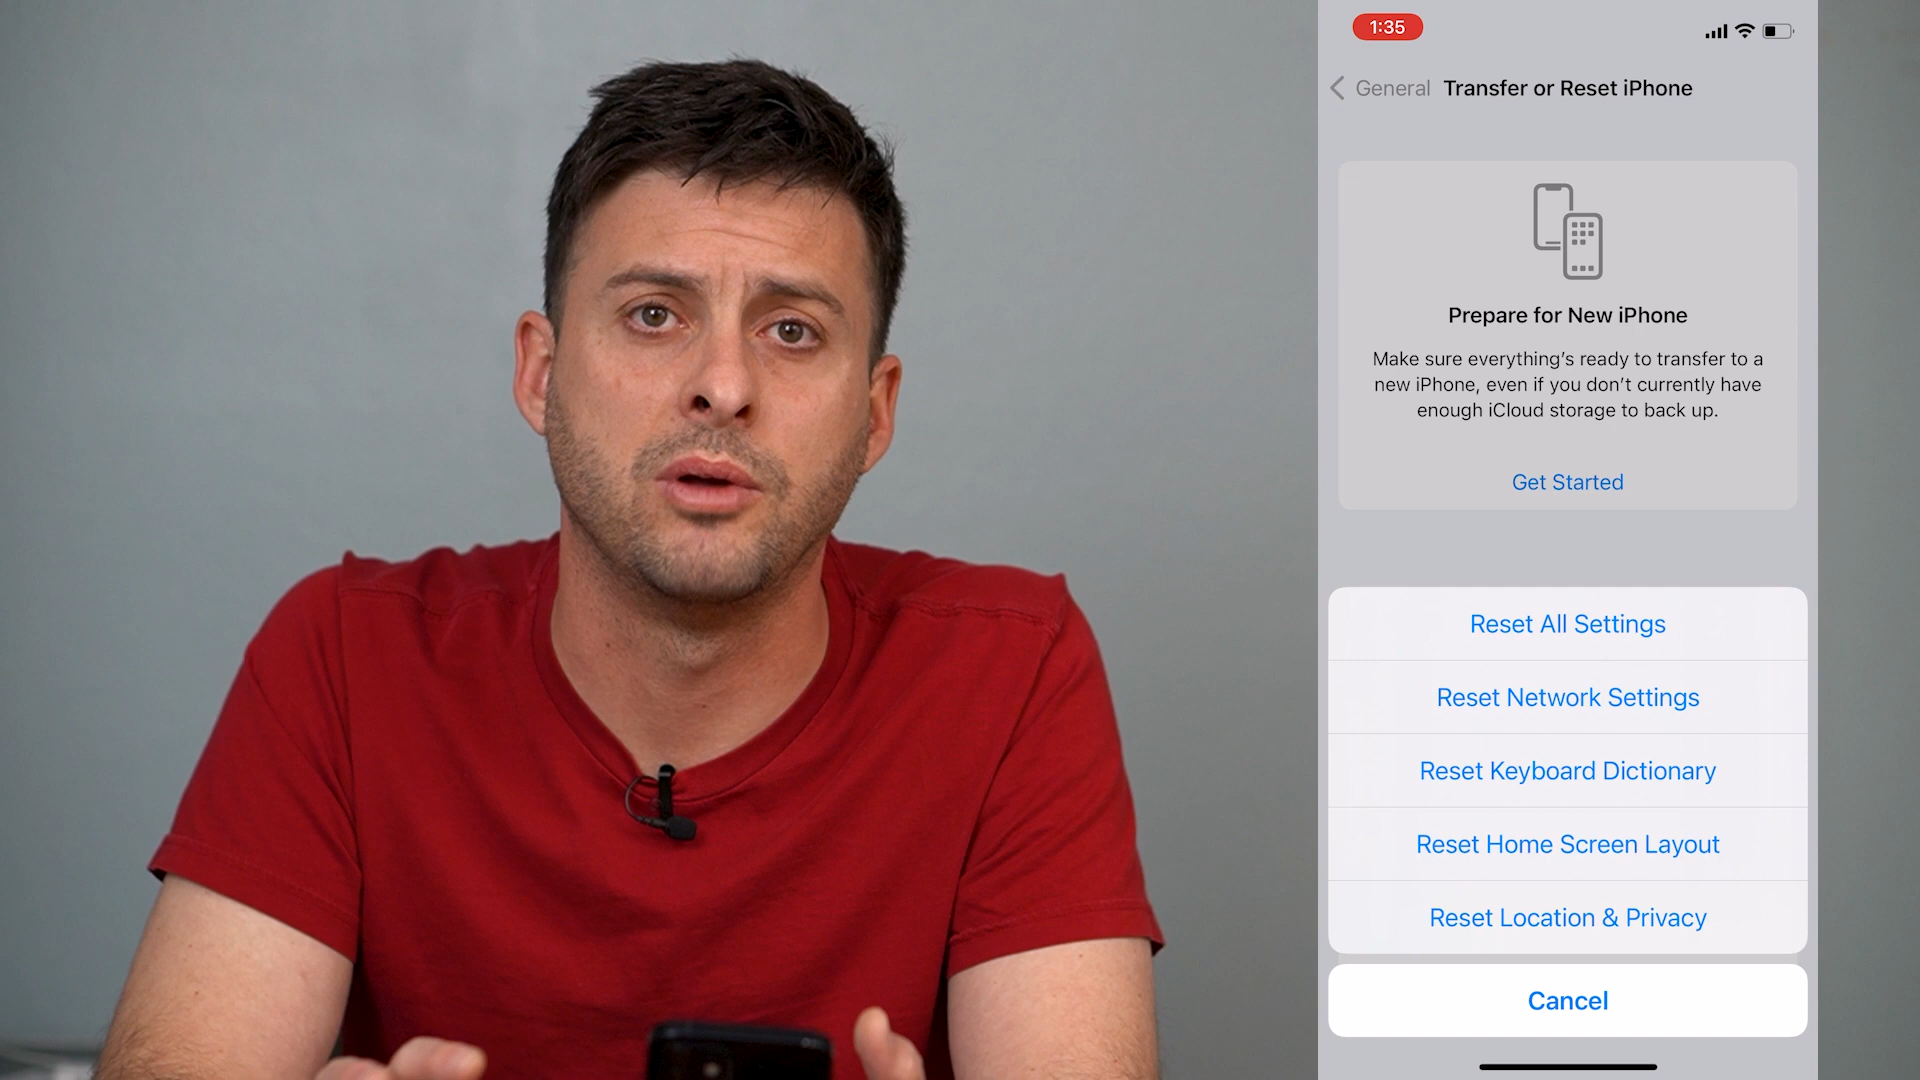 1:35
General Transfer or Reset iPhone
Prepare for New iPhone
Make sure everything's ready to transfer to a
new iPhone, even if you don't currently have
enough iCloud storage to back up.
Get Started
Reset All Settings
Reset Network Settings
Reset Keyboard Dictionary
Reset Home Screen Layout
Reset Location & Privacy
Cancel